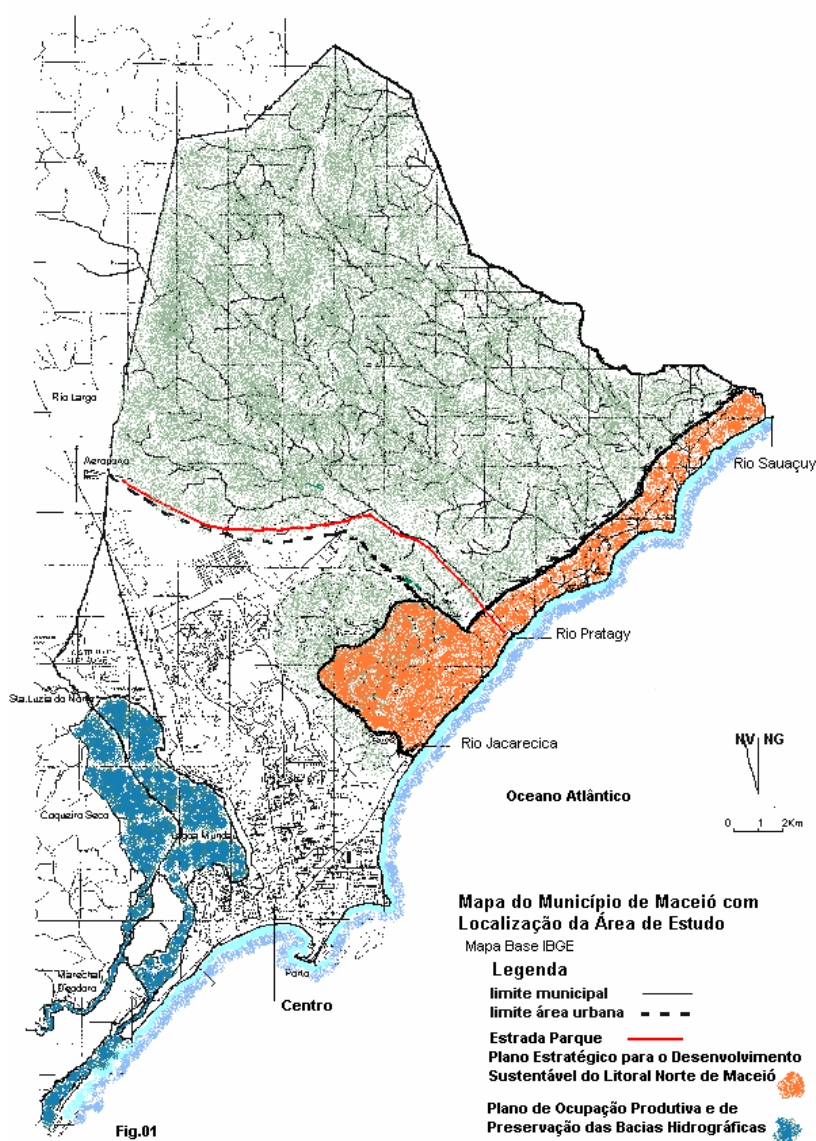 Rio Largo
Aeroporto
Rio Sauaçuy
Rio Pratagy
Sta.Luzia do Norte
Rio Jacarecica
NV NG
Oceano Atlântico
0 1 2Km
Coqueiro Seco
Lagoa Mundaú
Mapa do Município de Maceió com
Localização da Área de Estudo
Mapa Base IBGE
Legenda
Porto
Marechal
Deodoro
Centro
limite municipal
limite área urbana
Estrada Parque
Plano Estratégico para o Desenvolvimento
Sustentável do Litoral Norte de Maceió
Plano de Ocupação Produtiva e de
Preservação das Bacias Hidrográficas
Fig.01